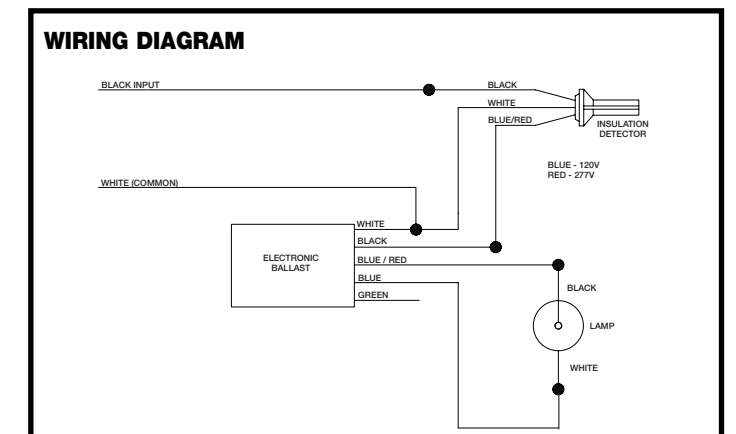 WIRING DIAGRAM
BLACK INPUT
BLACK
WHITE
BLUE/RED
INSULATION
DETECTOR
BLUE - 120V
RED - 277V
WHITE (COMMON)
WHITE
BLACK
BLUE / RED
BLUE
GREEN
ELECTRONIC
BALLAST
BLACK
LAMP
WHITE